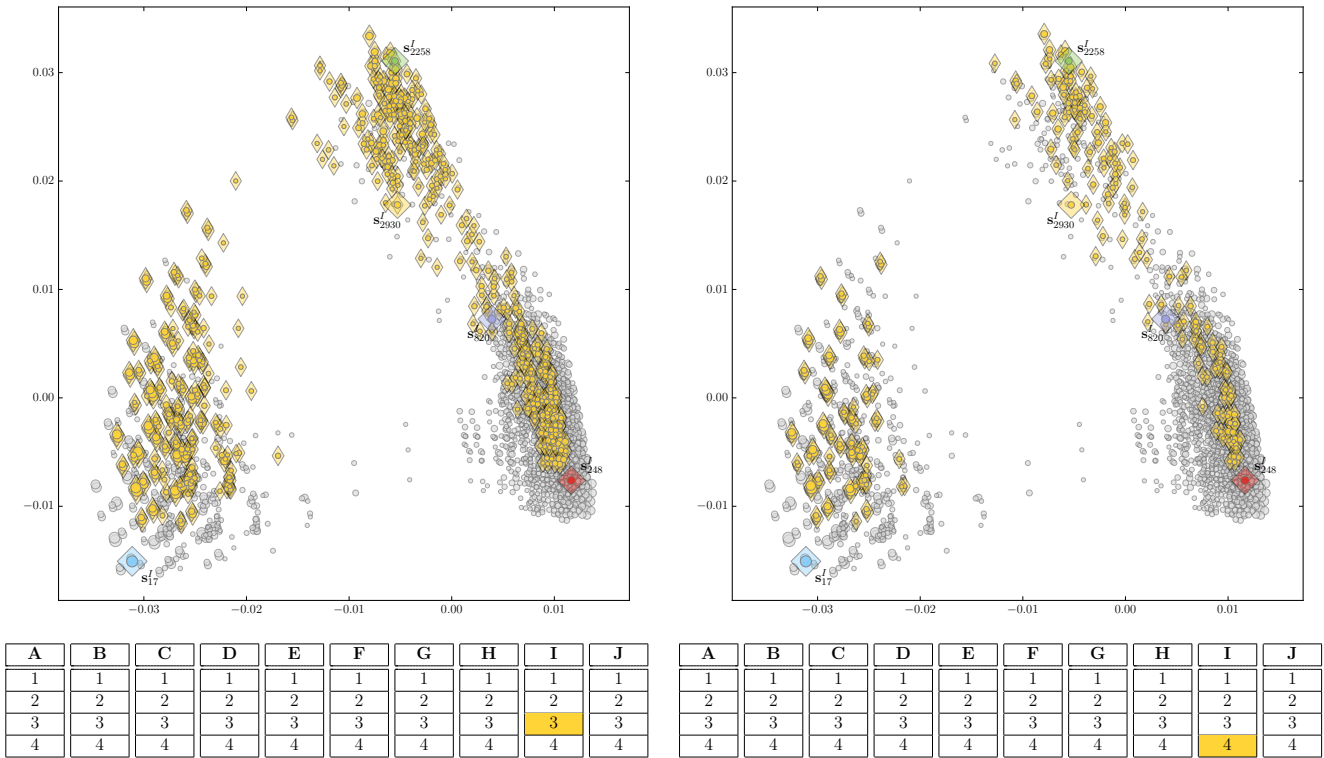 0.03
0.02
0.01
0.00
−0.01
−0.03 −0.02 −0.01 0.00 0.01
s^I_2258
s^I_2930
s^I_820
s^I_248
s^I_17
0.03
0.02
0.01
0.00
−0.01
−0.03 −0.02 −0.01 0.00 0.01
s^I_2258
s^I_2930
s^I_820
s^I_248
s^I_17
A B C D E F G H I J
1 1 1 1 1 1 1 1 1 1
2 2 2 2 2 2 2 2 2 2
3 3 3 3 3 3 3 3 3 3
4 4 4 4 4 4 4 4 4 4
A B C D E F G H I J
1 1 1 1 1 1 1 1 1 1
2 2 2 2 2 2 2 2 2 2
3 3 3 3 3 3 3 3 3 3
4 4 4 4 4 4 4 4 4 4